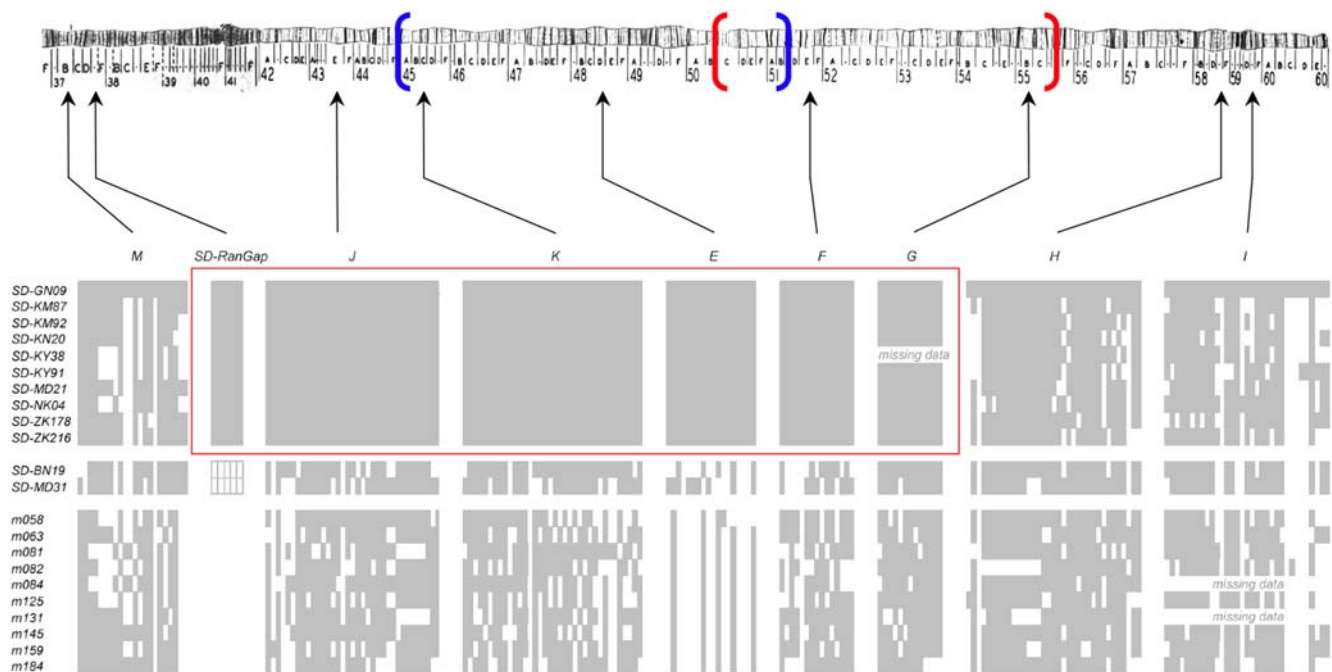 F B C D F B C E F F A C D E A E F A B C D F A B C D F B C D E F A B D E F B C D F D F A B C D E F A B D E F A C D E F B C E B C F C D F A B C F B D F D F A B C D E
37 38 39 40 41 42 43 44 45 46 47 48 49 50 51 52 53 54 55 56 57 58 59 60 60
M SD-RanGap J K E F G H I
SD-GN09
SD-KM87
SD-KM92
SD-KN20
SD-KY38 missing data
SD-KY91
SD-MD21
SD-NK04
SD-ZK178
SD-ZK216
SD-BN19
SD-MD31
m058
m063
m081
m082
m084 missing data
m125
m131 missing data
m145
m159
m184